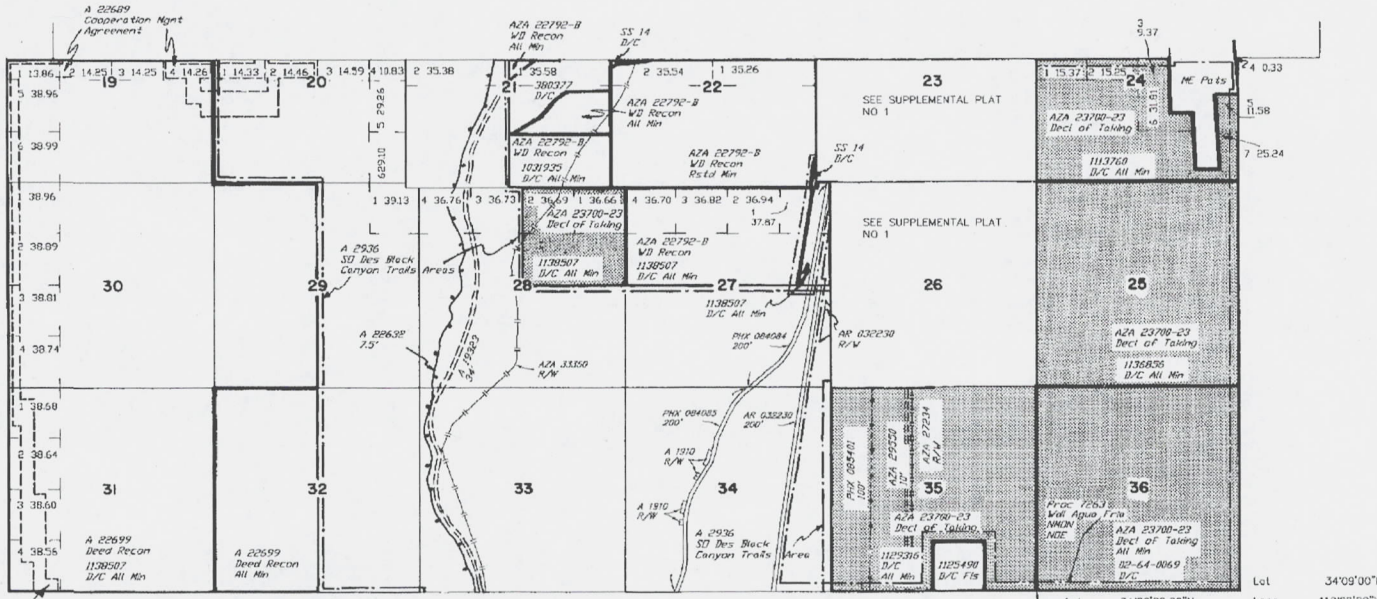 A 22689
Cooperation Mgnt
Agreement
AZA 22792-B
WD Recon
All Min
SS 14
D/C
3
9.37
13.86
2 14.25
3 14.25
4 14.26
1 14.33
2 14.46
3 14.59
4 10.83
2 35.38
1 35.58
2 35.54
1 35.26
1 15.37
2 15.25
4 0.33
19
20
21
22
23
24
ME Pats
5 38.96
6 38.99
5 29.26
629.10
380377
D/C
AZA 22792-B
WD Recon
All Min
AZA 22792-B
WD Recon
1031935
D/C All Min
AZA 22792-B
WD Recon
Rstd Min
SEE SUPPLEMENTAL PLAT
NO 1
SS 14
D/C
6 31.81
AZA 23700-23
Decl of Taking
1113760
D/C All Min
11.58
7 25.24
38.96
2 38.89
3 38.81
4 38.74
30
29
28
27
26
25
1 39.13
4 36.76
3 36.73
2 36.69
1 36.66
4 36.70
3 36.82
2 36.94
1
37.87
AZA 23700-23
Decl of Taking
1138507
D/C All Min
AZA 22792-B
WD Recon
1138507
D/C All Min
SEE SUPPLEMENTAL PLAT
NO 1
A 2936
SO Des Black
Canyon Trails Areas
1138507
D/C All Min
A 22632
7.5'
A 19323
34'
AZA 33350
R/W
PHX 084084
200'
AR 032230
R/W
AZA 23700-23
Decl of Taking
1136856
D/C All Min
1 38.58
2 38.64
3 38.60
4 38.56
31
32
33
34
35
36
PHX 084085
200'
AR 032230
200'
A 1910
R/W
A 1910
R/W
PHX 085401
100'
AZA 29550
10'
AZA 27234
R/W
A 22699
Deed Recon
1138507
D/C All Min
A 22699
Deed Recon
All Min
A 2936
SO Des Black
Canyon Trails Area
AZA 23700-23
Decl of Taking
1129316
D/C
All Min
1125490
D/C Fls
Proc 7263
Wdl Agua Fria
NMON
NOE
AZA 23700-23
Decl of Taking
All Min
02-64-0069
D/C
Lat
34°09'00"